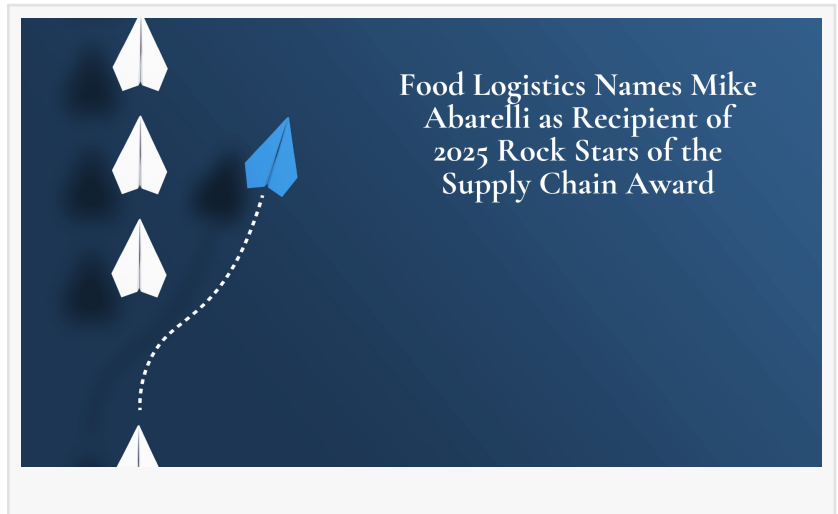 Food Logistics Names Mike
Abarelli as Recipient of
2025 Rock Stars of the
Supply Chain Award